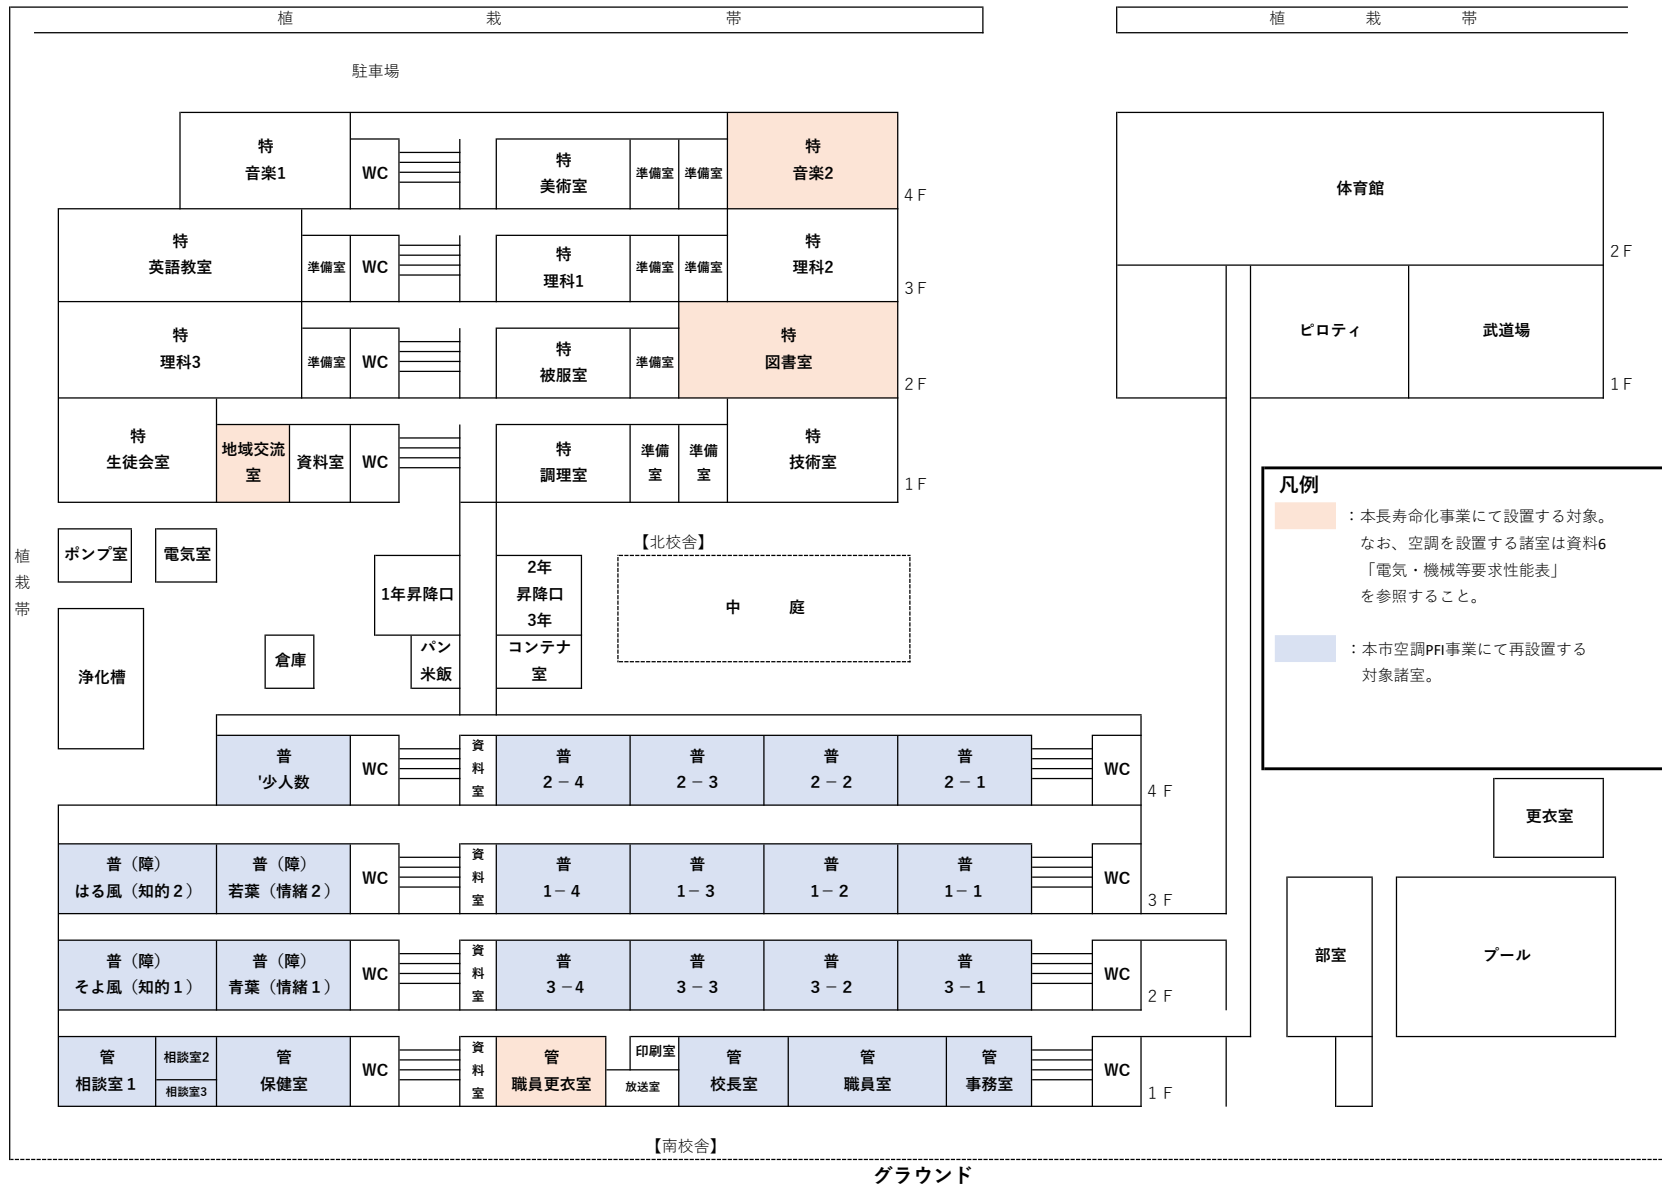 植 栽 帯
植 栽 帯
駐車場
特
音楽1
WC
特
美術室
準備室
準備室
特
音楽2
4F
特
英語教室
準備室
WC
特
理科1
準備室
準備室
特
理科2
3F
特
理科3
準備室
WC
特
被服室
準備室
特
図書室
2F
特
生徒会室
地域交流
室
資料室
WC
特
調理室
準備
室
準備
室
特
技術室
1F
体育館
2F
ピロティ
武道場
1F
凡例
：本長寿命化事業にて設置する対象。
なお、空調を設置する諸室は資料6
「電気・機械等要求性能表」
を参照すること。
：本市空調PFI事業にて再設置する
対象諸室。
植
栽
帯
ポンプ室
電気室
【北校舎】
1年昇降口
2年
昇降口
3年
中 庭
浄化槽
倉庫
パン
米飯
コンテナ
室
普
'少人数
WC
資
料
室
普
2－4
普
2－3
普
2－2
普
2－1
WC
4F
普（障）
はる風（知的２）
普（障）
若葉（情緒２）
WC
資
料
室
普
1－4
普
1－3
普
1－2
普
1－1
WC
3F
普（障）
そよ風（知的１）
普（障）
青葉（情緒１）
WC
資
料
室
普
3－4
普
3－3
普
3－2
普
3－1
WC
2F
管
相談室１
相談室2
相談室3
管
保健室
WC
資
料
室
管
職員更衣室
印刷室
放送室
管
校長室
管
職員室
管
事務室
WC
1F
更衣室
部室
プール
【南校舎】
グラウンド